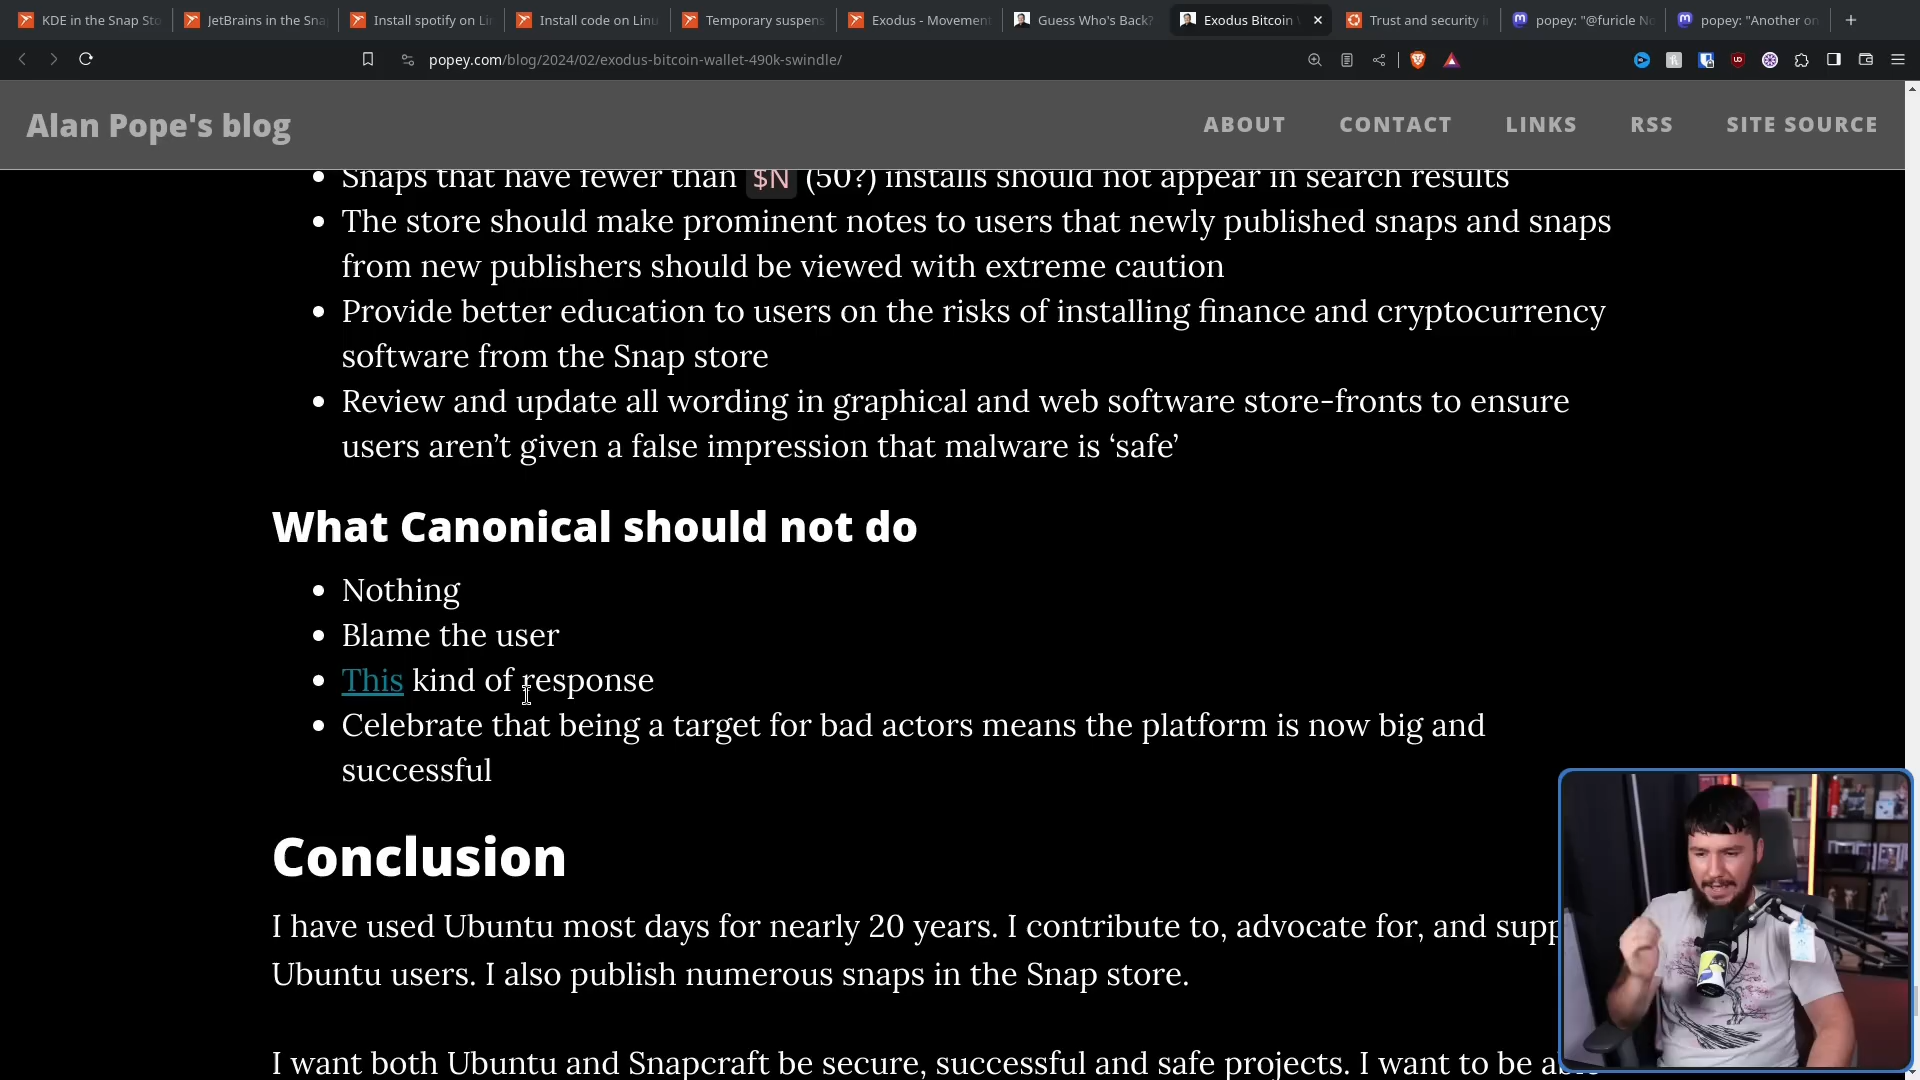 KDE in the Snap Sto
JetBrains in the Sna
Install spotify on Lin
Install code on Linu
Temporary suspens
Exodus - Movement
Guess Who's Back?
Exodus Bitcoin
Trust and security i
popey: "@furicle No
popey: "Another on
popey.com/blog/2024/02/exodus-bitcoin-wallet-490k-swindle/
Alan Pope's blog
ABOUT
CONTACT
LINKS
RSS
SITE SOURCE
Snaps that have fewer than $N (50?) installs should not appear in search results
The store should make prominent notes to users that newly published snaps and snaps
from new publishers should be viewed with extreme caution
Provide better education to users on the risks of installing finance and cryptocurrency
software from the Snap store
Review and update all wording in graphical and web software store-fronts to ensure
users aren’t given a false impression that malware is ‘safe’
What Canonical should not do
Nothing
Blame the user
This kind of response
Celebrate that being a target for bad actors means the platform is now big and
successful
Conclusion
I have used Ubuntu most days for nearly 20 years. I contribute to, advocate for, and supp
Ubuntu users. I also publish numerous snaps in the Snap store.
I want both Ubuntu and Snapcraft be secure, successful and safe projects. I want to be able